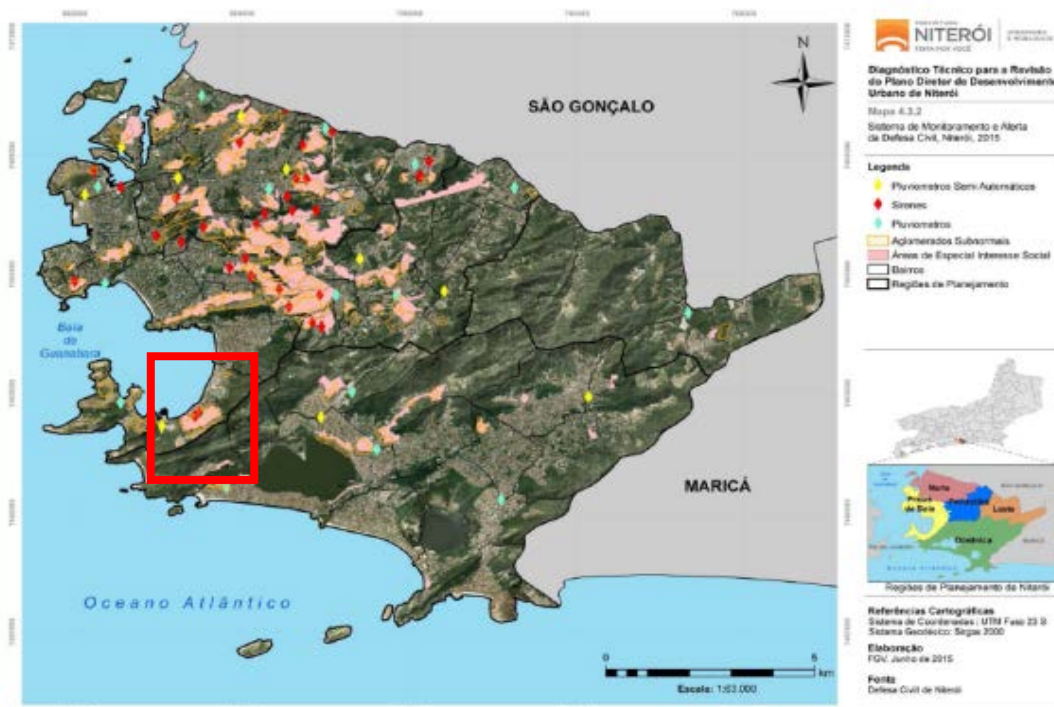 N
SÃO GONÇALO
Baía
de
Guanabara
MARICÁ
Oceano Atlântico
0
5
km
Escala: 1:63.000
NITERÓI
Diagnóstico Técnico para a Revisão
do Plano Diretor de Desenvolvimento
Urbano de Niterói
Mapa 4.3.2
Sistema de Monitoramento e Alerta
da Defesa Civil, Niterói, 2015
Legenda
Pluviometros Semi Automáticos
Sirenes
Pluviometros
Aglomerados Subnormais
Áreas de Especial Interesse Social
Bairros
Regiões de Planejamento
Norte
Praias
da Baía
Leste
Oceânica
Regiões de Planejamento de Niterói
Referências Cartográficas
Sistema de Coordenadas: UTM Fuso 23 S
Sistema Geodésico: Sirgas 2000
Elaboração
FGV, Junho de 2015
Fonte
Defesa Civil de Niterói